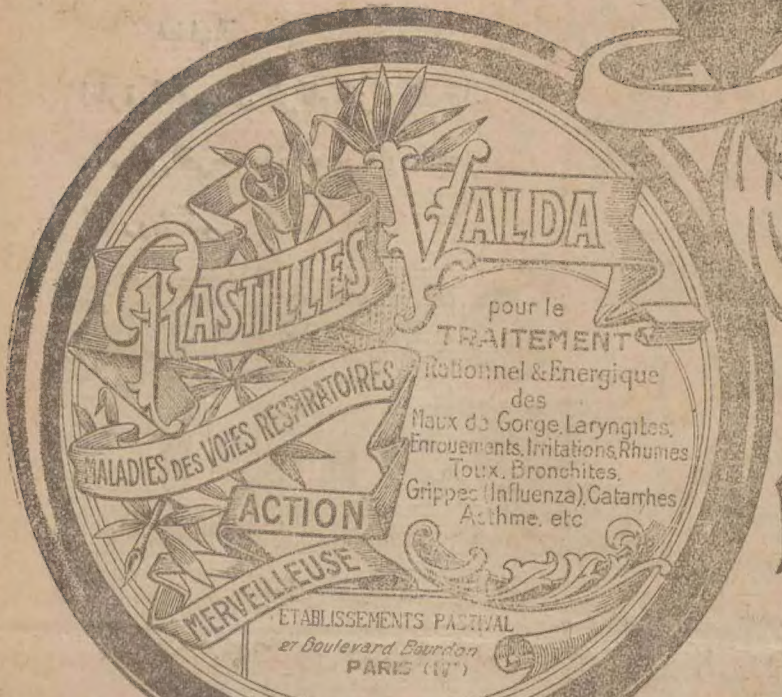 PASTILLES VALDA
MALADIES DES VOIES RESPIRATOIRES
ACTION
MERVEILLEUSE
pour le
TRAITEMENT
Rationnel & Energique
des
Maux de Gorge, Laryngites,
Enrouements, Irritations, Rhumes
Toux, Bronchites,
Grippes (Influenza), Catarrhes
Asthme, etc
ETABLISSEMENTS PASTIVAL
Boulevard Bourdon
PARIS